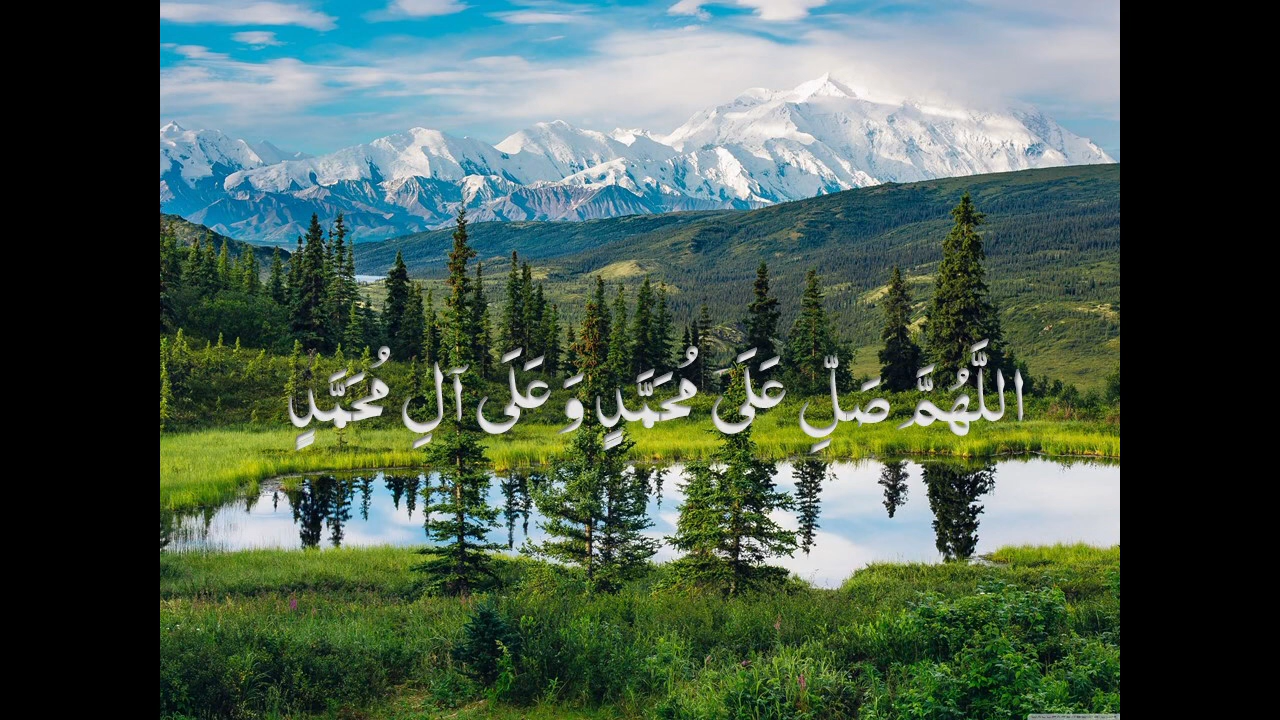 اللَّهُمَّ صَلِّ عَلَى مُحَمَّدٍ وَعَلَى آلِ مُحَمَّدٍ